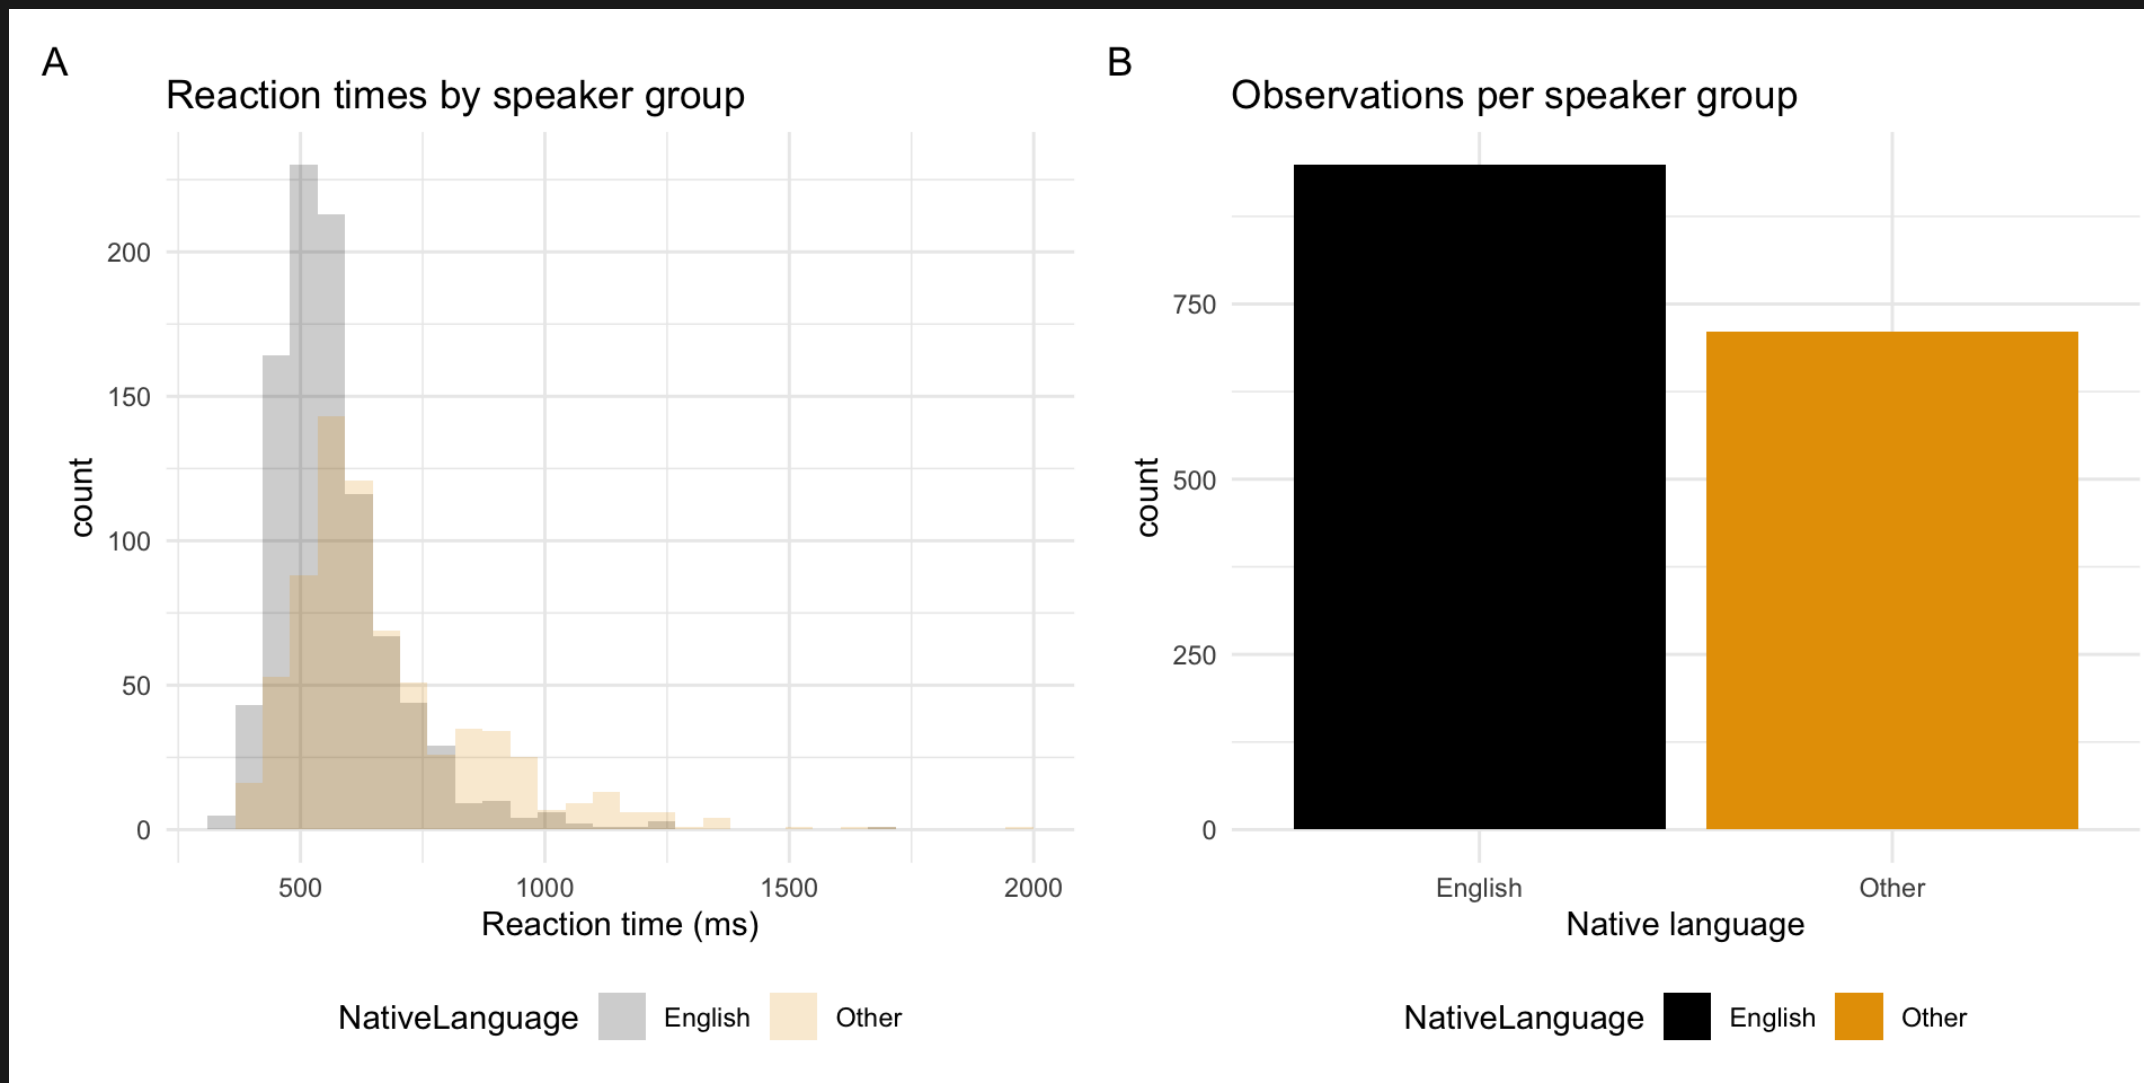 A
Reaction times by speaker group
200
150
100
50
0
count
500 1000 1500 2000
Reaction time (ms)
NativeLanguage English Other
B
Observations per speaker group
750
500
250
0
count
English Other
Native language
NativeLanguage English Other